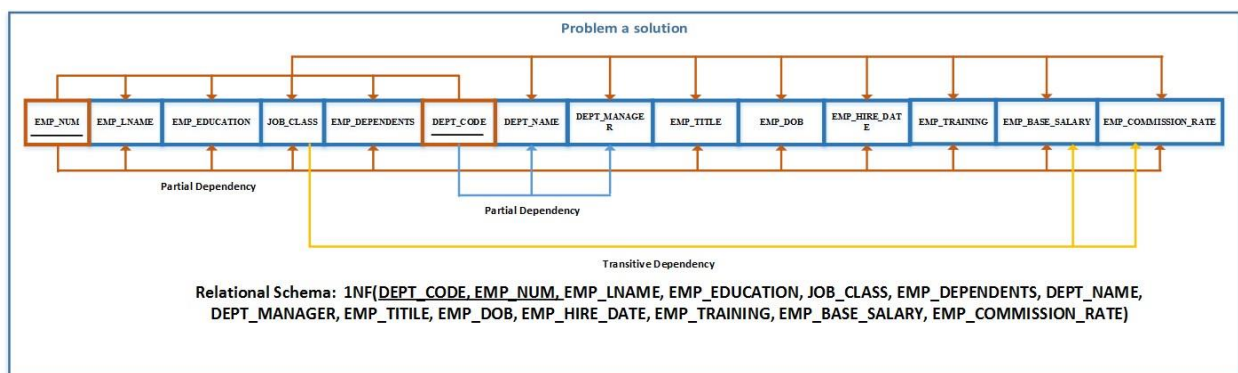 Problem a solution
EMP_NUM
EMP_LNAME
EMP_EDUCATION
JOB_CLASS
EMP_DEPENDENTS
DEPT_CODE
DEPT_NAME
DEPT_MANAGE
R
EMP_TITLE
EMP_DOB
EMP_HIRE_DAT
E
EMP_TRAINING
EMP_BASE_SALARY
EMP_COMMISSION_RATE
Partial Dependency
Partial Dependency
Transitive Dependency
Relational Schema: 1NF(DEPT_CODE, EMP_NUM, EMP_LNAME, EMP_EDUCATION, JOB_CLASS, EMP_DEPENDENTS, DEPT_NAME,
DEPT_MANAGER, EMP_TITILE, EMP_DOB, EMP_HIRE_DATE, EMP_TRAINING, EMP_BASE_SALARY, EMP_COMMISSION_RATE)